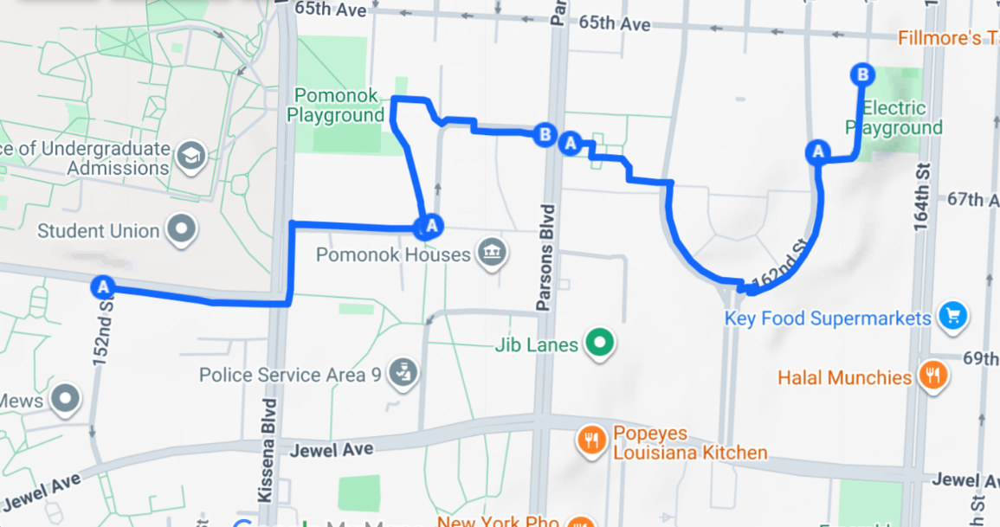 65th Ave
65th Ave
Fillmore's T
Pomonok
Playground
B
B
A
Electric
Playground
ce of Undergraduate
Admissions
A
164th St
67th A
Student Union
A
Pomonok Houses
Parsons Blvd
162nd St
A
152nd St
Key Food Supermarkets
Jib Lanes
69th
Police Service Area 9
Halal Munchies
Mews
Kissena Blvd
Popeyes
Louisiana Kitchen
Jewel Ave
Jewel Av
Jewel Ave
New York Pho